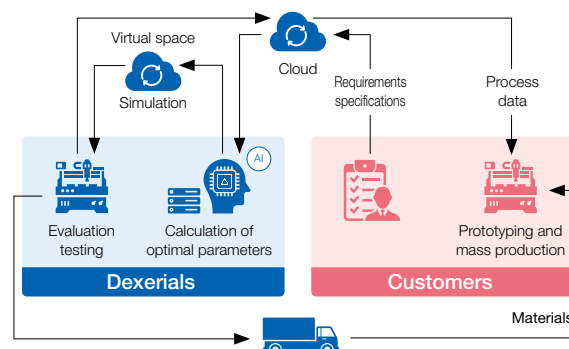 Virtual space
Simulation
Cloud
Requirements
specifications
Process
data
AI
Evaluation
testing
Calculation of
optimal parameters
Prototyping and
mass production
Dexerials
Customers
Materials